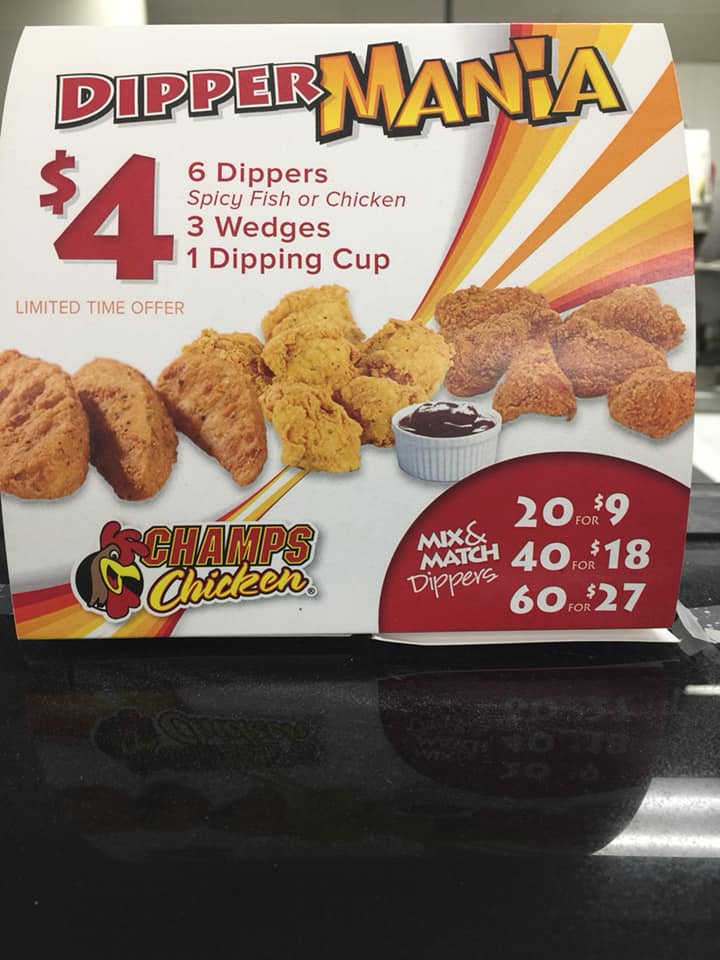 DIPPER MANIA
$4
6 Dippers
Spicy Fish or Chicken
3 Wedges
1 Dipping Cup
LIMITED TIME OFFER
CHAMPS
Chicken®
MIX &
MATCH
Dippers
20 FOR $9
40 FOR $18
60 FOR $27